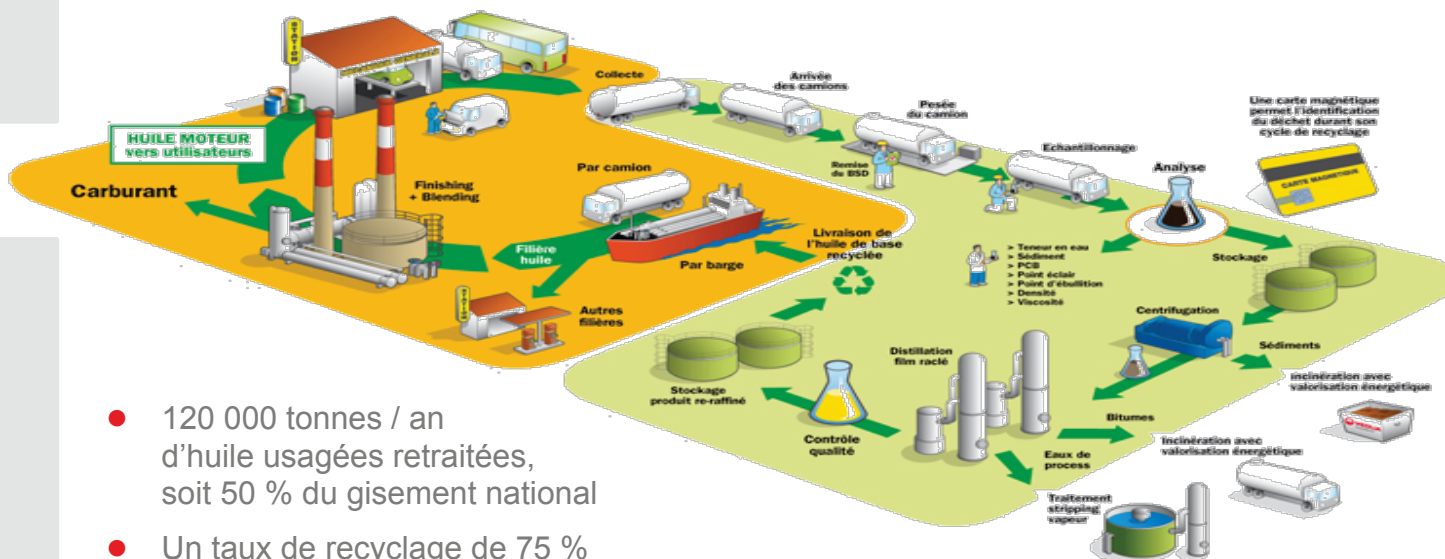 STATION
Collecte
Arrivée
des camions
Pesée
du camion
Une carte magnétique
permet l'identification
du déchet durant son
cycle de recyclage
CARTE MAGNETIQUE
HUILE MOTEUR
vers utilisateurs
Remise
du BSD
Echantillonnage
Analyse
Carburant
Finishing
+ Blending
Par camion
Filière
huile
Par barge
Livraison de
l'huile de base
recyclée
> Teneur en eau
> Sédiment
> PCB
> Point éclair
> Point d'ébullition
> Densité
> Viscosité
Stockage
STATION
Autres
filières
Centrifugation
Sédiments
Distillation
film raclé
Stockage
produit re-raffiné
Incinération avec
valorisation énergétique
Contrôle
qualité
Bitumes
Incinération avec
valorisation énergétique
Eaux de
process
Traitement
stripping
vapeur
120 000 tonnes / an
d'huile usagées retraitées,
soit 50 % du gisement national
Un taux de recyclage de 75 %